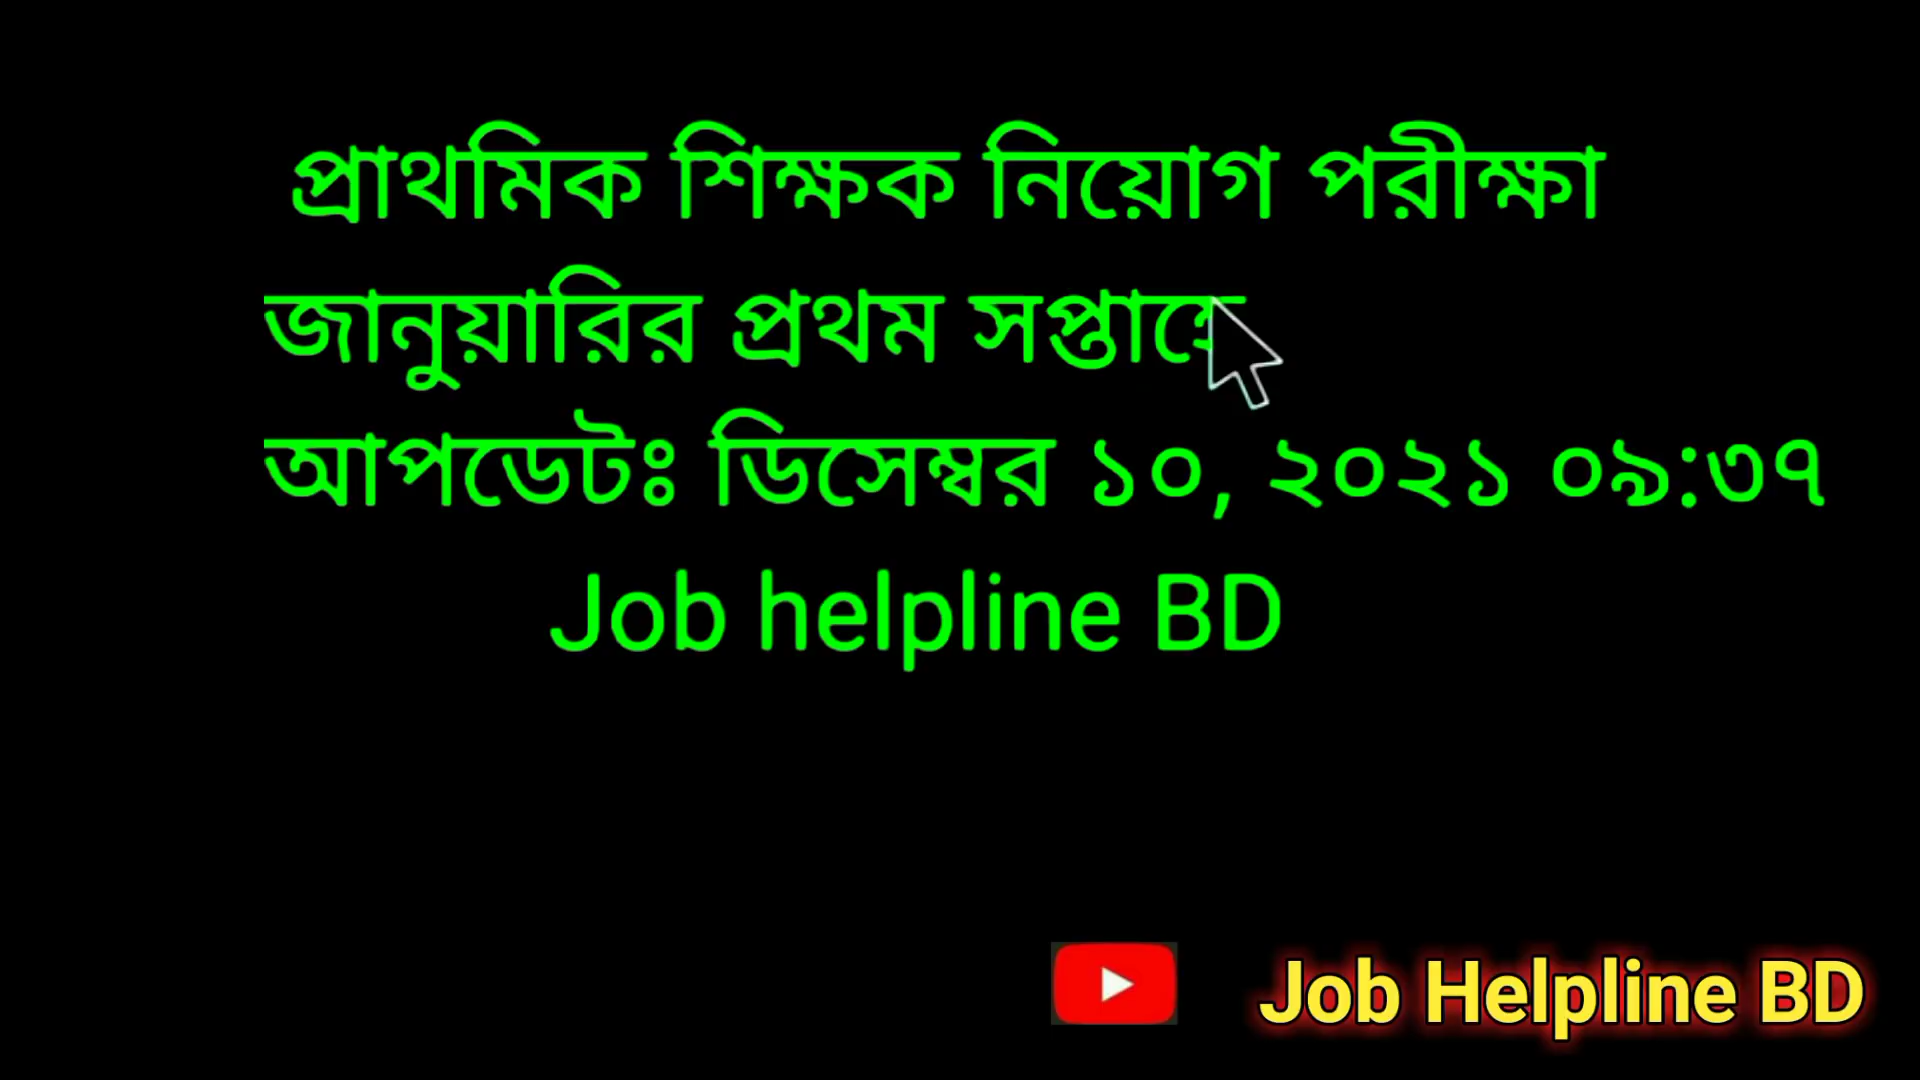 প্রাথমিক শিক্ষক নিয়োগ পরীক্ষা
জানুয়ারির প্রথম সপ্তাহে
আপডেটঃ ডিসেম্বর ১০, ২০২১ ০৯:৩৭
Job helpline BD
Job Helpline BD